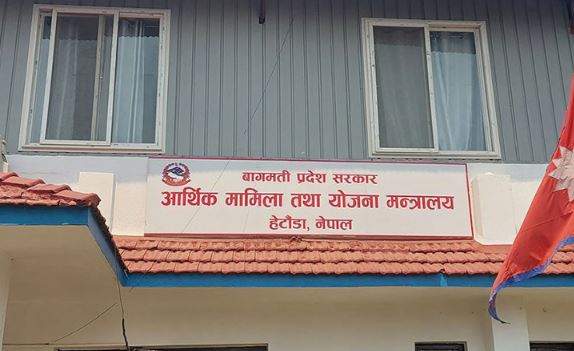 बागमती प्रदेश सरकार
आर्थिक मामिला तथा योजना मन्त्रालय
हेटौंडा, नेपाल